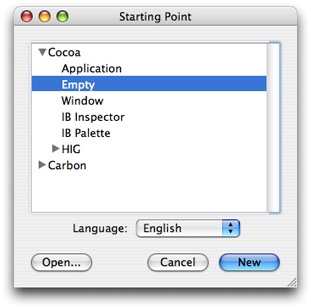 Starting Point
Cocoa
Application
Empty
Window
IB Inspector
IB Palette
HIG
Carbon
Language: English
Open... Cancel New